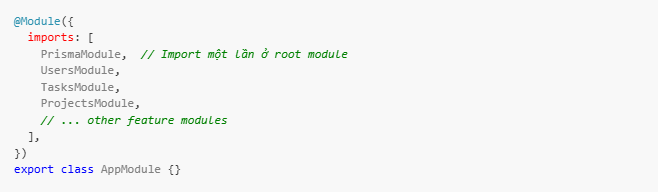 @Module({
  imports: [
    PrismaModule,  // Import một lần ở root module
    UsersModule,
    TasksModule,
    ProjectsModule,
    // ... other feature modules
  ],
})
export class AppModule {}